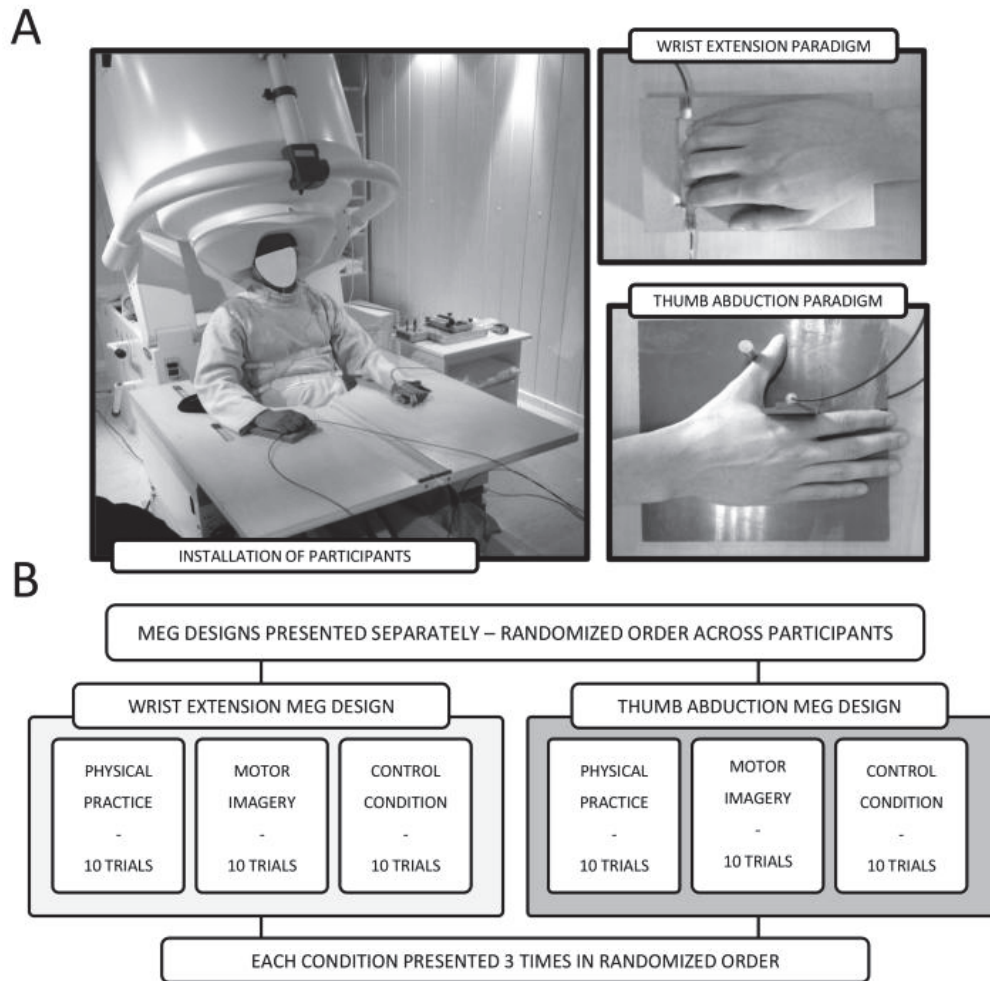 A
WRIST EXTENSION PARADIGM
THUMB ABDUCTION PARADIGM
INSTALLATION OF PARTICIPANTS
B
MEG DESIGNS PRESENTED SEPARATELY – RANDOMIZED ORDER ACROSS PARTICIPANTS
WRIST EXTENSION MEG DESIGN
PHYSICAL
PRACTICE
-
10 TRIALS
MOTOR
IMAGERY
-
10 TRIALS
CONTROL
CONDITION
-
10 TRIALS
THUMB ABDUCTION MEG DESIGN
PHYSICAL
PRACTICE
-
10 TRIALS
MOTOR
IMAGERY
-
10 TRIALS
CONTROL
CONDITION
-
10 TRIALS
EACH CONDITION PRESENTED 3 TIMES IN RANDOMIZED ORDER